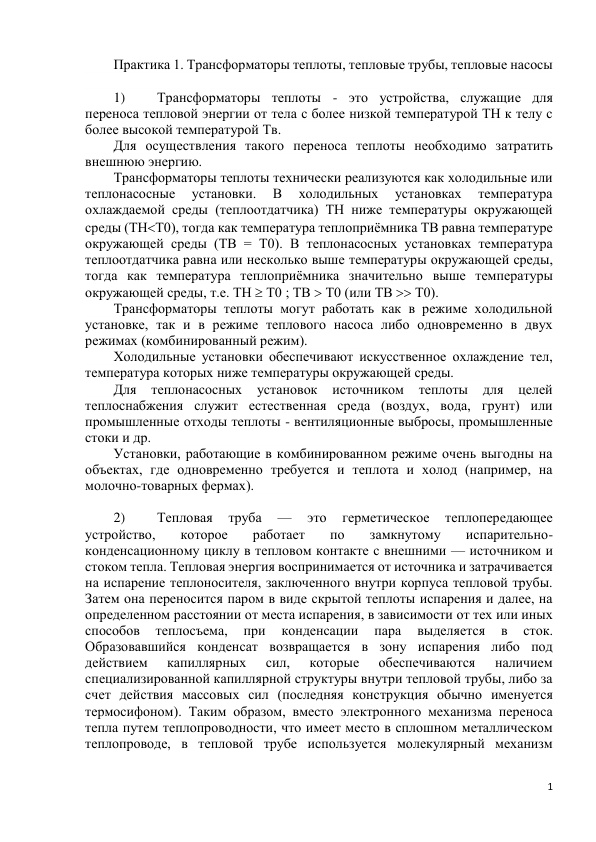 Практика 1. Трансформаторы теплоты, тепловые трубы, тепловые насосы
1) Трансформаторы теплоты - это устройства, служащие для
переноса тепловой энергии от тела с более низкой температурой ТН к телу с
более высокой температурой Тв.
Для осуществления такого переноса теплоты необходимо затратить
внешнюю энергию.
Трансформаторы теплоты технически реализуются как холодильные или
теплонасосные установки. В холодильных установках температура
охлаждаемой среды (теплоотдатчика) ТН ниже температуры окружающей
среды (ТН<Т0), тогда как температура теплоприёмника ТВ равна температуре
окружающей среды (ТВ = Т0). В теплонасосных установках температура
теплоотдатчика равна или несколько выше температуры окружающей среды,
тогда как температура теплоприёмника значительно выше температуры
окружающей среды, т.е. ТН ≥ Т0 ; ТВ > Т0 (или ТВ >> Т0).
Трансформаторы теплоты могут работать как в режиме холодильной
установке, так и в режиме теплового насоса либо одновременно в двух
режимах (комбинированный режим).
Холодильные установки обеспечивают искусственное охлаждение тел,
температура которых ниже температуры окружающей среды.
Для теплонасосных установок источником теплоты для целей
теплоснабжения служит естественная среда (воздух, вода, грунт) или
промышленные отходы теплоты - вентиляционные выбросы, промышленные
стоки и др.
Установки, работающие в комбинированном режиме очень выгодны на
объектах, где одновременно требуется и теплота и холод (например, на
молочно-товарных фермах).
2) Тепловая труба — это герметическое теплопередающее
устройство, которое работает по замкнутому испарительно-
конденсационному циклу в тепловом контакте с внешними — источником и
стоком тепла. Тепловая энергия воспринимается от источника и затрачивается
на испарение теплоносителя, заключенного внутри корпуса тепловой трубы.
Затем она переносится паром в виде скрытой теплоты испарения и далее, на
определенном расстоянии от места испарения, в зависимости от тех или иных
способов теплосъема, при конденсации пара выделяется в сток.
Образовавшийся конденсат возвращается в зону испарения либо под
действием капиллярных сил, которые обеспечиваются наличием
специализированной капиллярной структуры внутри тепловой трубы, либо за
счет действия массовых сил (последняя конструкция обычно именуется
термосифоном). Таким образом, вместо электронного механизма переноса
тепла путем теплопроводности, что имеет место в сплошном металлическом
теплопроводе, в тепловой трубе используется молекулярный механизм
1